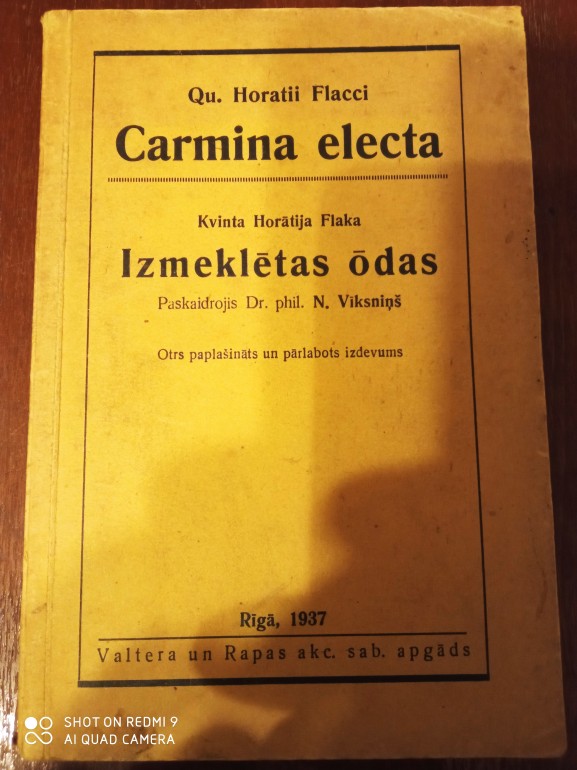 Qu. Horatii Flacci
Carmina electa
Kvinta Horātija Flaka
Izmeklētas ōdas
Paskaidrojis Dr. phil. N. Vīksniņš
Otrs paplašināts un pārlabots izdevums
Rīgā, 1937
Valtera un Rapas akc. sab. apgāds
SHOT ON REDMI 9
AI QUAD CAMERA